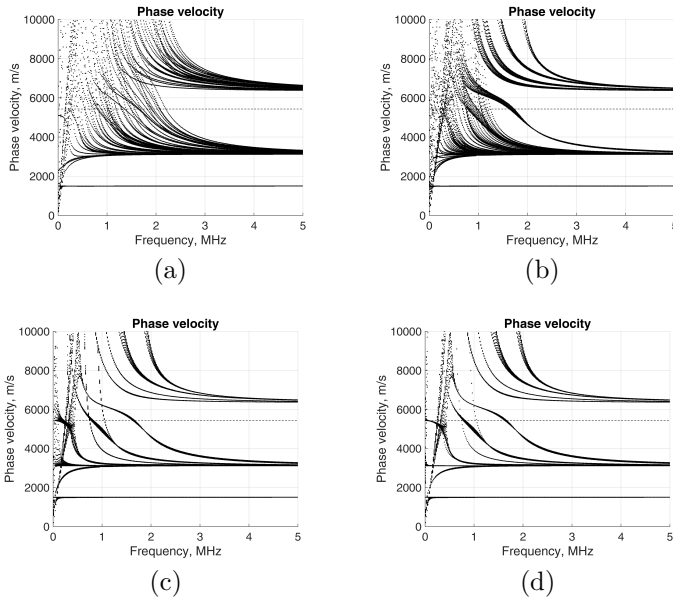 Phase velocity
Phase velocity, m/s
10000
8000
6000
4000
2000
0
0 1 2 3 4 5
Frequency, MHz
(a)
Phase velocity
Phase velocity, m/s
10000
8000
6000
4000
2000
0
0 1 2 3 4 5
Frequency, MHz
(b)
Phase velocity
Phase velocity, m/s
10000
8000
6000
4000
2000
0
0 1 2 3 4 5
Frequency, MHz
(c)
Phase velocity
Phase velocity, m/s
10000
8000
6000
4000
2000
0
0 1 2 3 4 5
Frequency, MHz
(d)